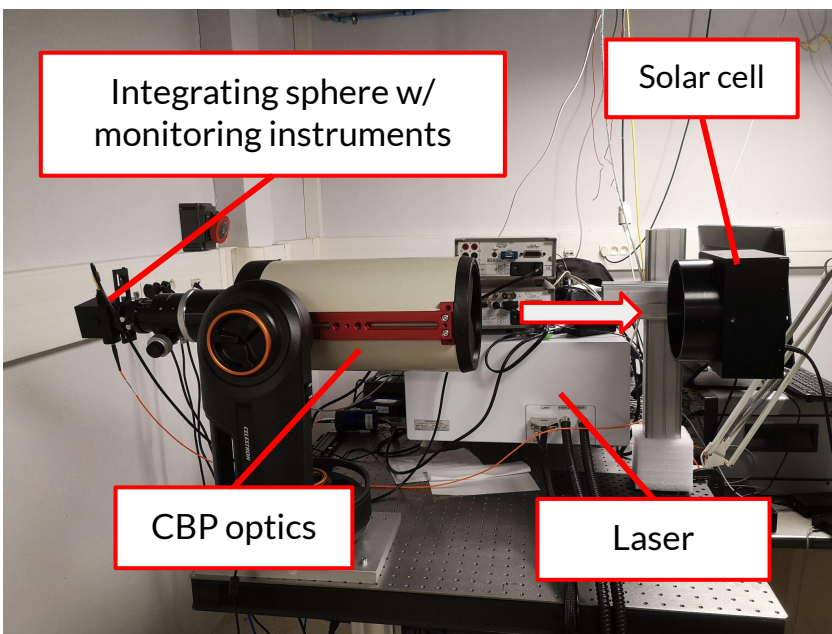 Integrating sphere w/
monitoring instruments
Solar cell
CELESTRON
CBP optics
Laser